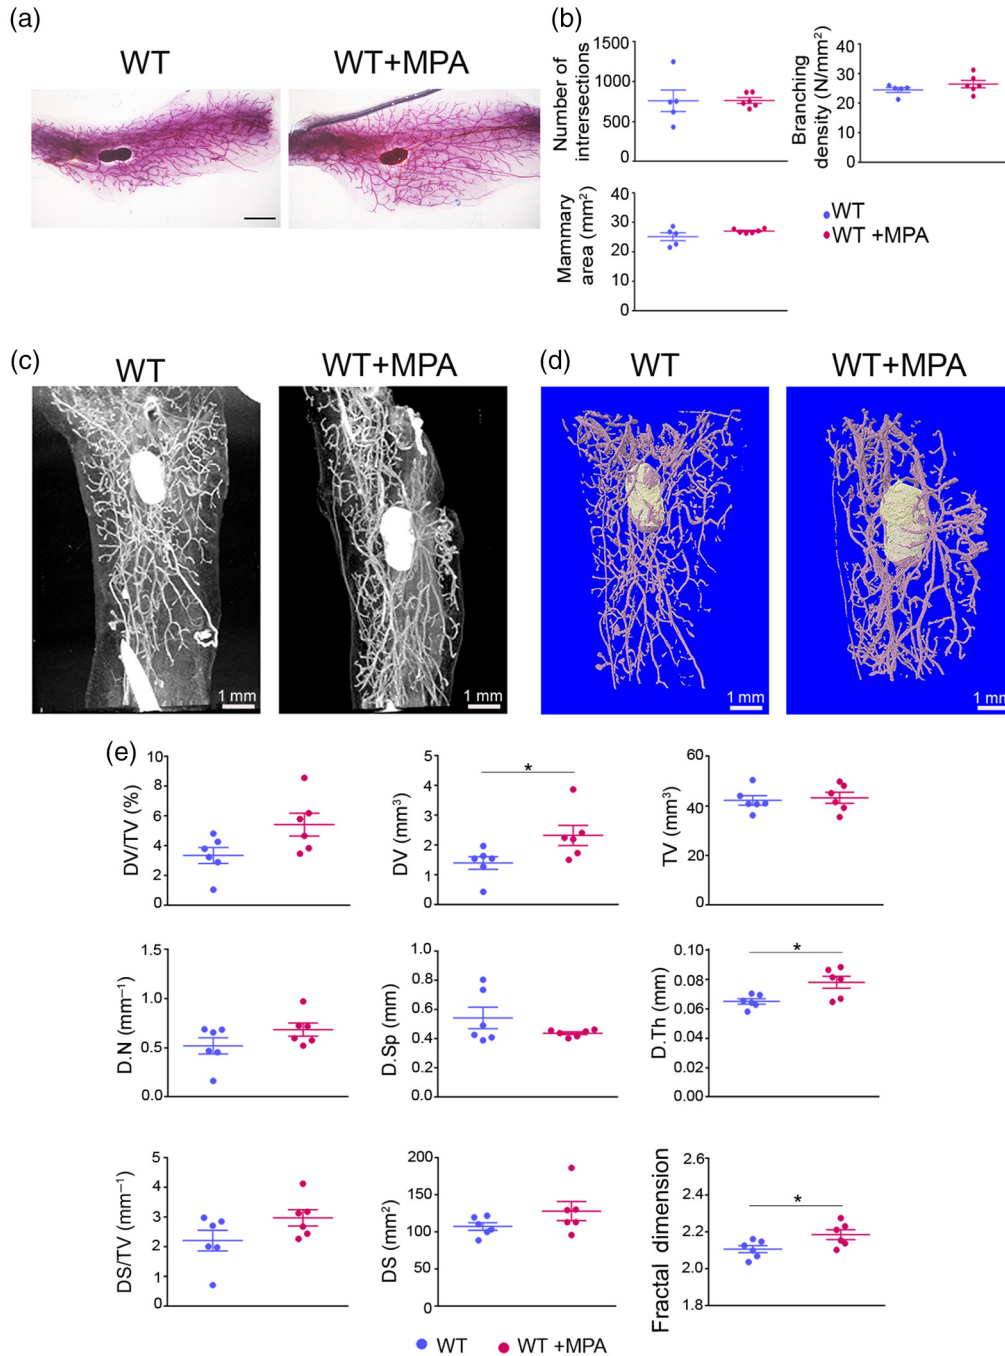 (a)
WT
WT+MPA
(b)
Number of
intrersections
1500
1000
500
0
Branching
density (N/mm²)
40
30
20
10
0
Mammary
area (mm²)
40
30
20
10
0
WT
WT +MPA
(c)
WT
WT+MPA
1 mm
1 mm
(d)
WT
WT+MPA
1 mm
1 mm
(e)
DV/TV (%)
10
8
6
4
2
0
DV (mm³)
5
4
3
2
1
0
*
TV (mm³)
60
40
20
0
D.N (mm⁻¹)
1.5
1.0
0.5
0.0
D.Sp (mm)
1.0
0.8
0.6
0.4
0.2
0.0
D.Th (mm)
0.10
0.08
0.06
0.04
0.02
0.00
*
DS/TV (mm⁻¹)
5
4
3
2
1
0
DS (mm²)
200
150
100
50
0
Fractal dimension
2.6
2.4
2.2
2.0
1.8
*
WT
WT +MPA